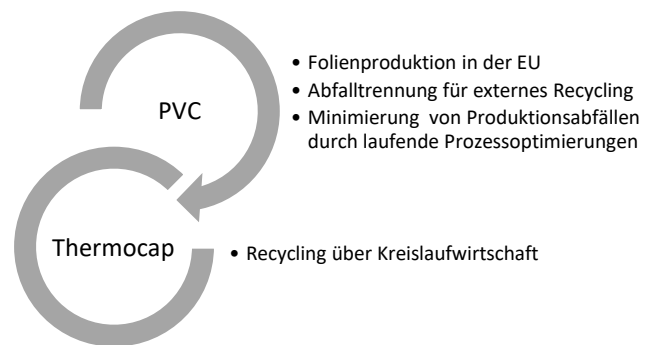 PVC
• Folienproduktion in der EU
• Abfalltrennung für externes Recycling
• Minimierung von Produktionsabfällen
durch laufende Prozessoptimierungen
Thermocap
• Recycling über Kreislaufwirtschaft